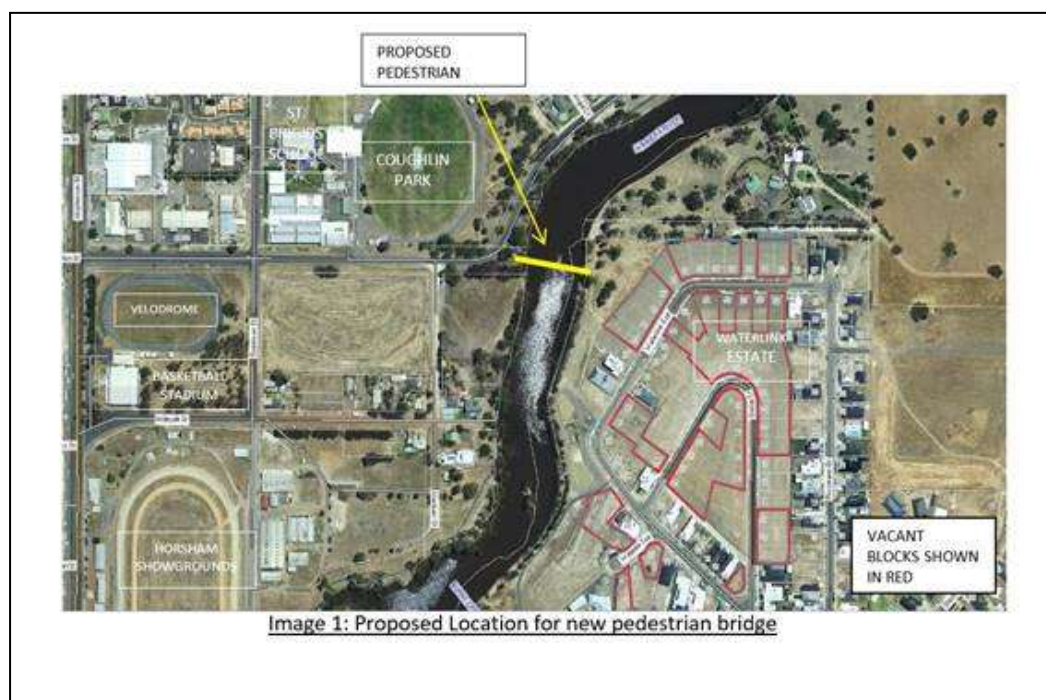 PROPOSED
PEDESTRIAN
ST
BRIGIDS
SCHOOL
COUGHLIN
PARK
VELODROME
WATERLINK
ESTATE
BASKETBALL
STADIUM
HORSHAM
SHOWGROUNDS
VACANT
BLOCKS SHOWN
IN RED
Image 1: Proposed Location for new pedestrian bridge